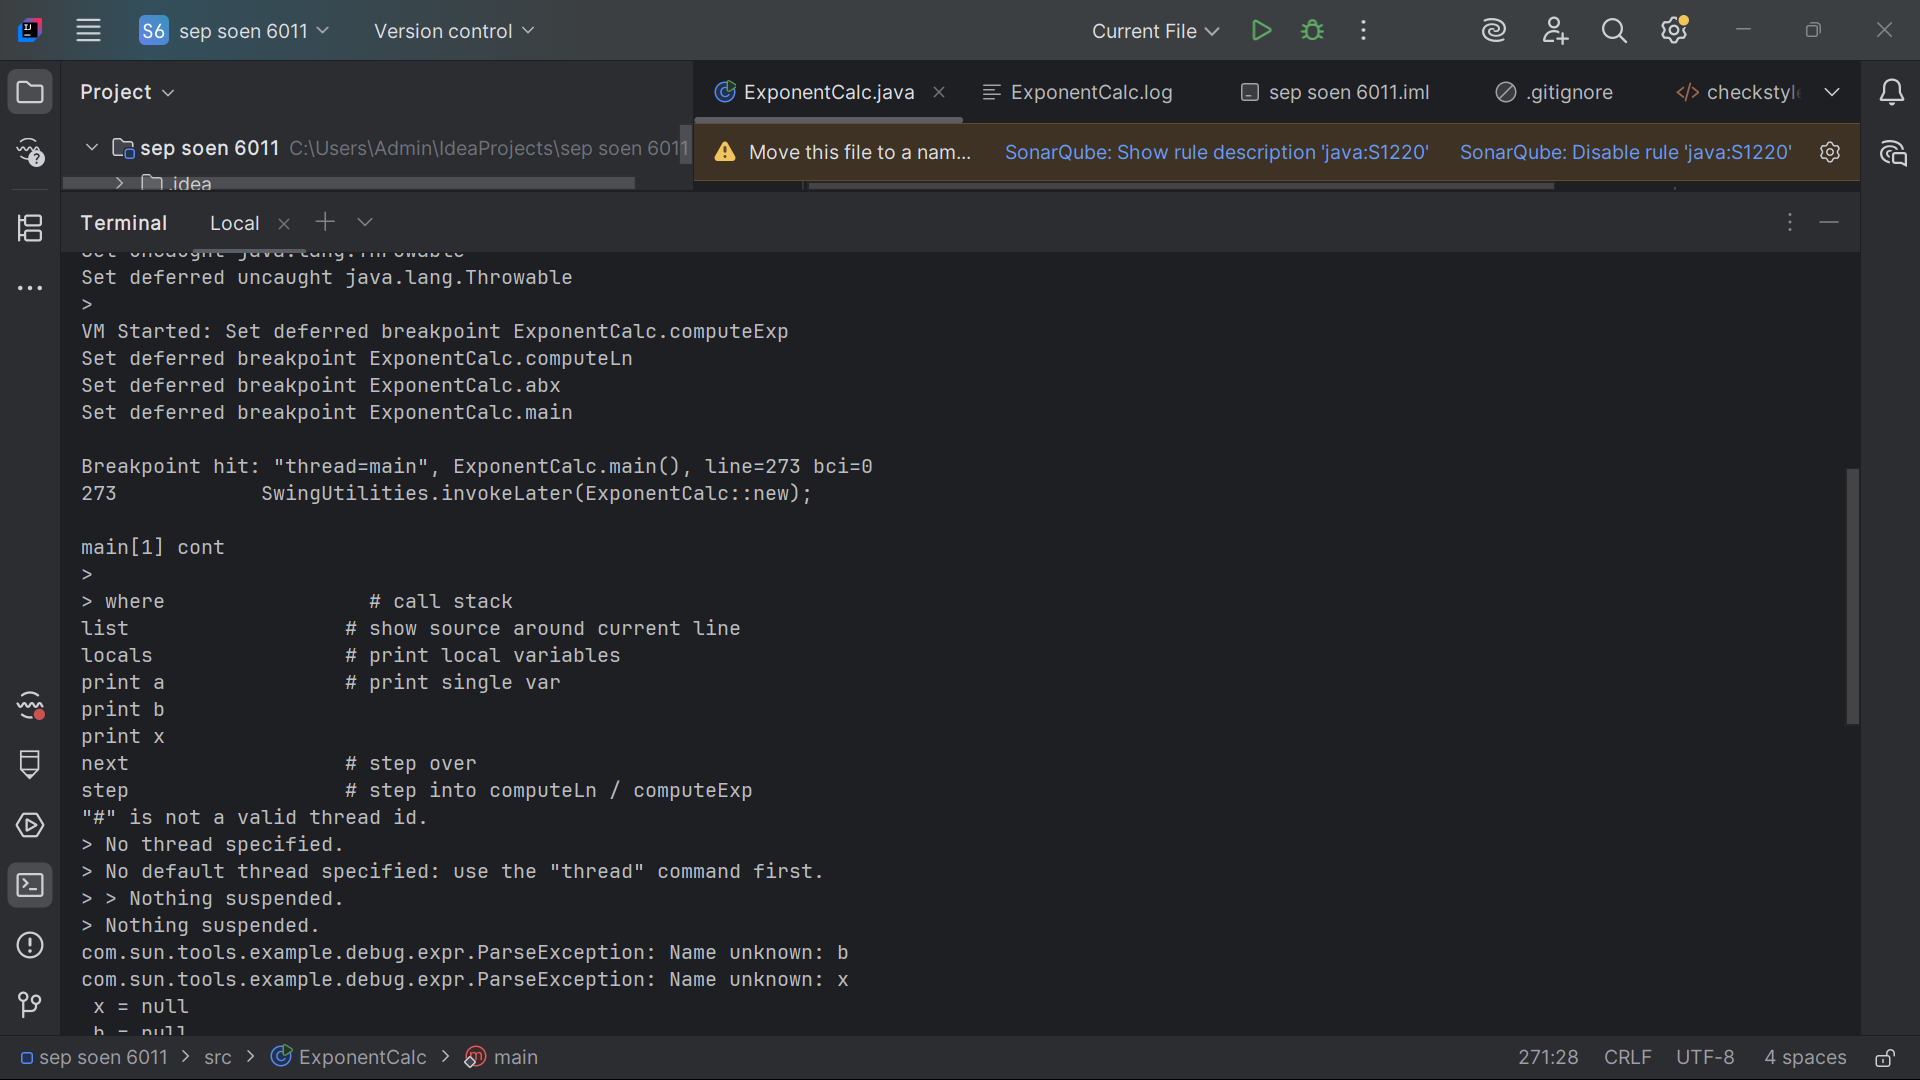 S6 sep soen 6011 Version control Current File
Project
ExponentCalc.java ExponentCalc.log sep soen 6011.iml .gitignore
sep soen 6011 C:\Users\Admin\IdeaProjects\sep soen 6011
Move this file to a nam... SonarQube: Show rule description 'java:S1220' SonarQube: Disable rule 'java:S1220'
.idea
Terminal Local
Set uncaught java.lang.Throwable
Set deferred uncaught java.lang.Throwable
>
VM Started: Set deferred breakpoint ExponentCalc.computeExp
Set deferred breakpoint ExponentCalc.computeLn
Set deferred breakpoint ExponentCalc.abx
Set deferred breakpoint ExponentCalc.main
Breakpoint hit: "thread=main", ExponentCalc.main(), line=273 bci=0
273            SwingUtilities.invokeLater(ExponentCalc::new);
main[1] cont
>
> where                 # call stack
list                  # show source around current line
locals                # print local variables
print a               # print single var
print b
print x
next                  # step over
step                  # step into computeLn / computeExp
"#" is not a valid thread id.
> No thread specified.
> No default thread specified: use the "thread" command first.
> > Nothing suspended.
> Nothing suspended.
com.sun.tools.example.debug.expr.ParseException: Name unknown: b
com.sun.tools.example.debug.expr.ParseException: Name unknown: x
 x = null
 b = null
sep soen 6011 > src > ExponentCalc > main 271:28 CRLF UTF-8 4 spaces